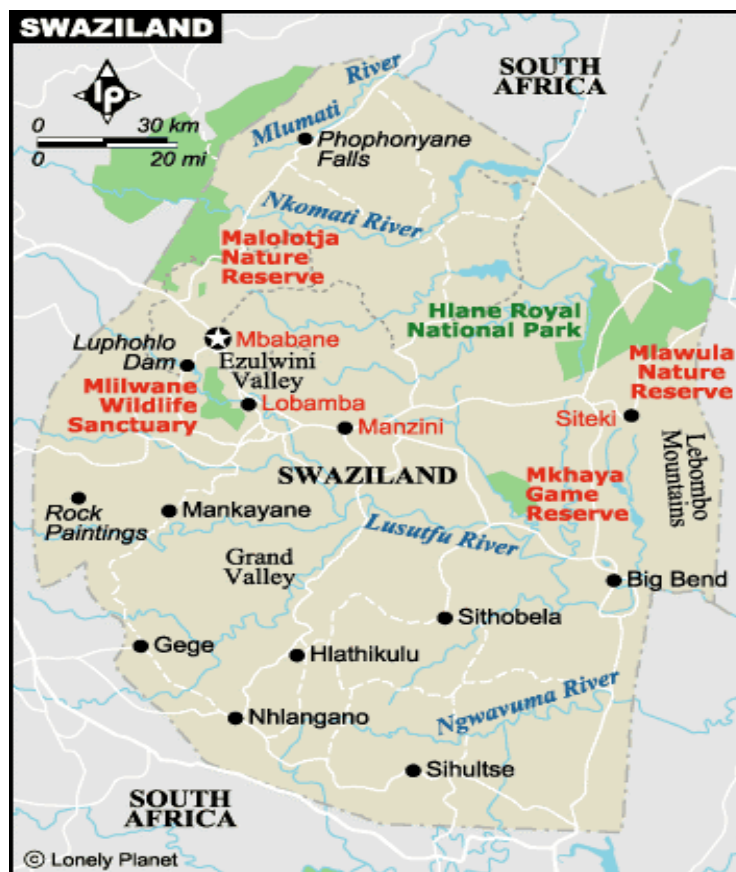 SWAZILAND
lp
0 30 km
0 20 mi
SOUTH
AFRICA
Mlumati River
Phophonyane
Falls
Nkomati River
Malolotja
Nature
Reserve
Hlane Royal
National Park
Mbabane
Luphohlo
Dam
Ezulwini
Valley
Mlawula
Nature
Reserve
Mlilwane
Wildlife
Sanctuary
Lobamba
Manzini
Siteki
Lebombo
Mountains
SWAZILAND
Mkhaya
Game
Reserve
Rock
Paintings
Mankayane
Lusutfu River
Grand
Valley
Big Bend
Sithobela
Gege
Hlathikulu
Ngwavuma River
Nhlangano
Sihultse
SOUTH
AFRICA
© Lonely Planet